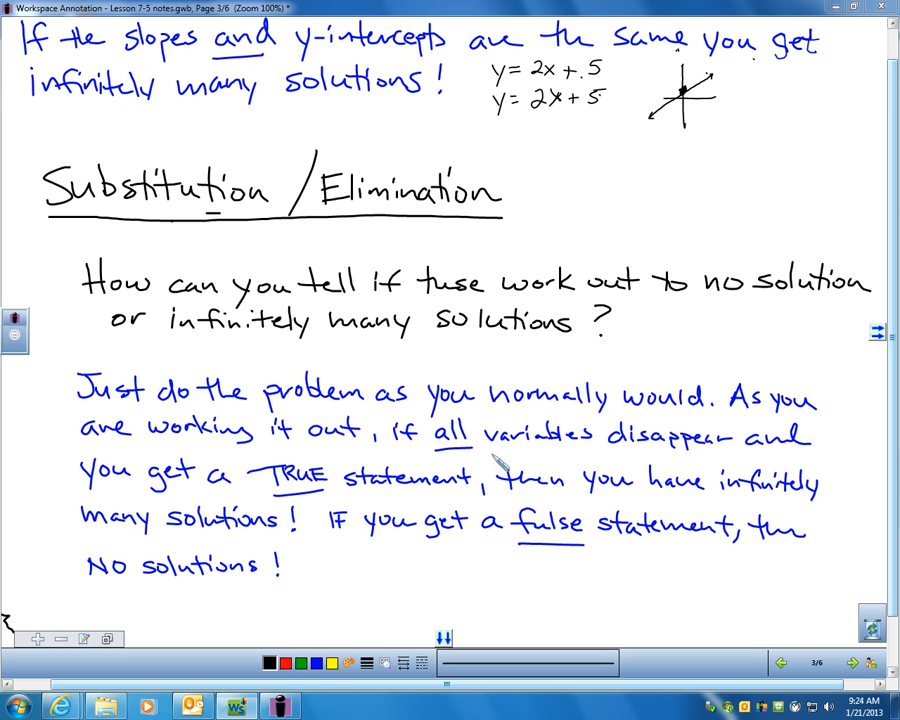 Workspace Annotation - Lesson 7-5 notes.gwb, Page 3/6 (Zoom 100%) *
If the slopes and y-intercepts are the same you get
infinitely many solutions!
y= 2x+.5
y= 2x+5
Substitution / Elimination
How can you tell if these work out to no solution
or infinitely many solutions?
Just do the problem as you normally would. As you
are working it out, if all variables disappear and
you get a TRUE statement, then you have infinitely
many solutions! IF you get a false statement, then
No solutions!
3/6
9:24 AM
1/21/2013